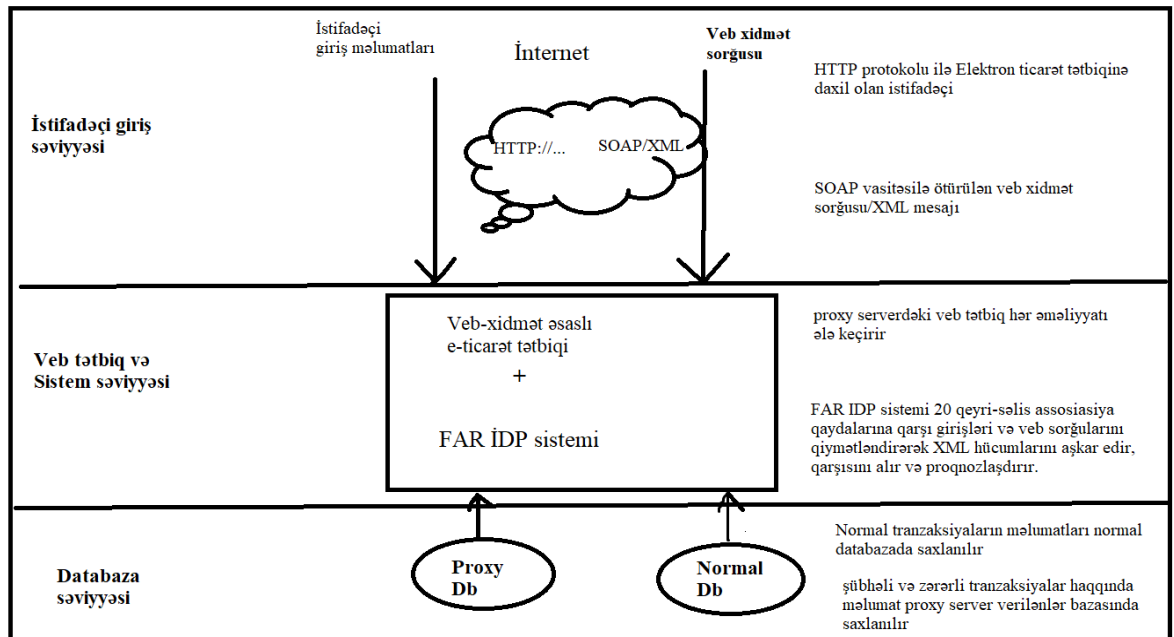 İstifadəçi
giriş məlumatları
İnternet
Veb xidmət
sorğusu
HTTP protokolu ilə Elektron ticarət tətbiqinə
daxil olan istifadəçi
İstifadəçi giriş
səviyyəsi
HTTP://...
SOAP/XML
SOAP vasitəsilə ötürülən veb xidmət
sorğusu/XML mesajı
Veb-xidmət əsaslı
e-ticarət tətbiqi
+
FAR İDP sistemi
Veb tətbiq və
Sistem səviyyəsi
proxy serverdəki veb tətbiq hər əməliyyatı
ələ keçirir
FAR IDP sistemi 20 qeyri-səlis assosiasiya
qaydalarına qarşı girişləri və veb sorğularını
qiymətləndirərək XML hücumlarını aşkar edir,
qarşısını alır və proqnozlaşdırır.
Databaza
səviyyəsi
Proxy
Db
Normal
Db
Normal tranzaksiyaların məlumatları normal
databazada saxlanılır
şübhəli və zərərli tranzaksiyalar haqqında
məlumat proxy server verilənlər bazasında
saxlanılır